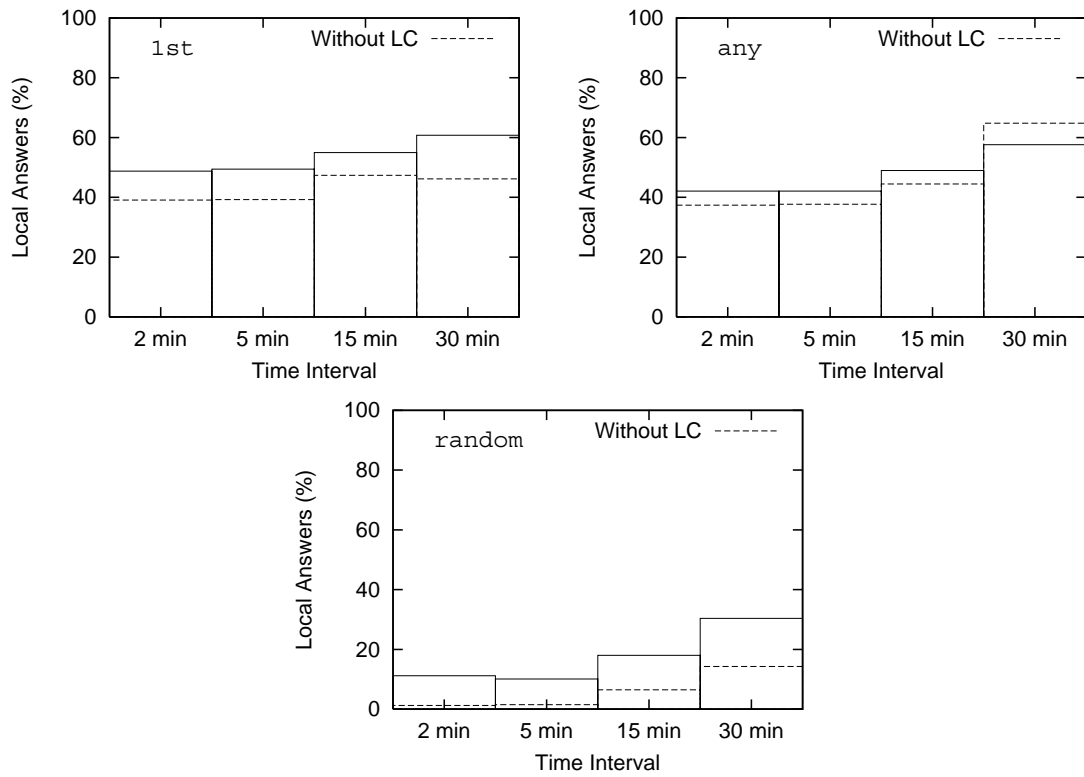 1st
Without LC
Local Answers (%)
100
80
60
40
20
0
2 min 5 min 15 min 30 min
Time Interval
any
Without LC
Local Answers (%)
100
80
60
40
20
0
2 min 5 min 15 min 30 min
Time Interval
random
Without LC
Local Answers (%)
100
80
60
40
20
0
2 min 5 min 15 min 30 min
Time Interval